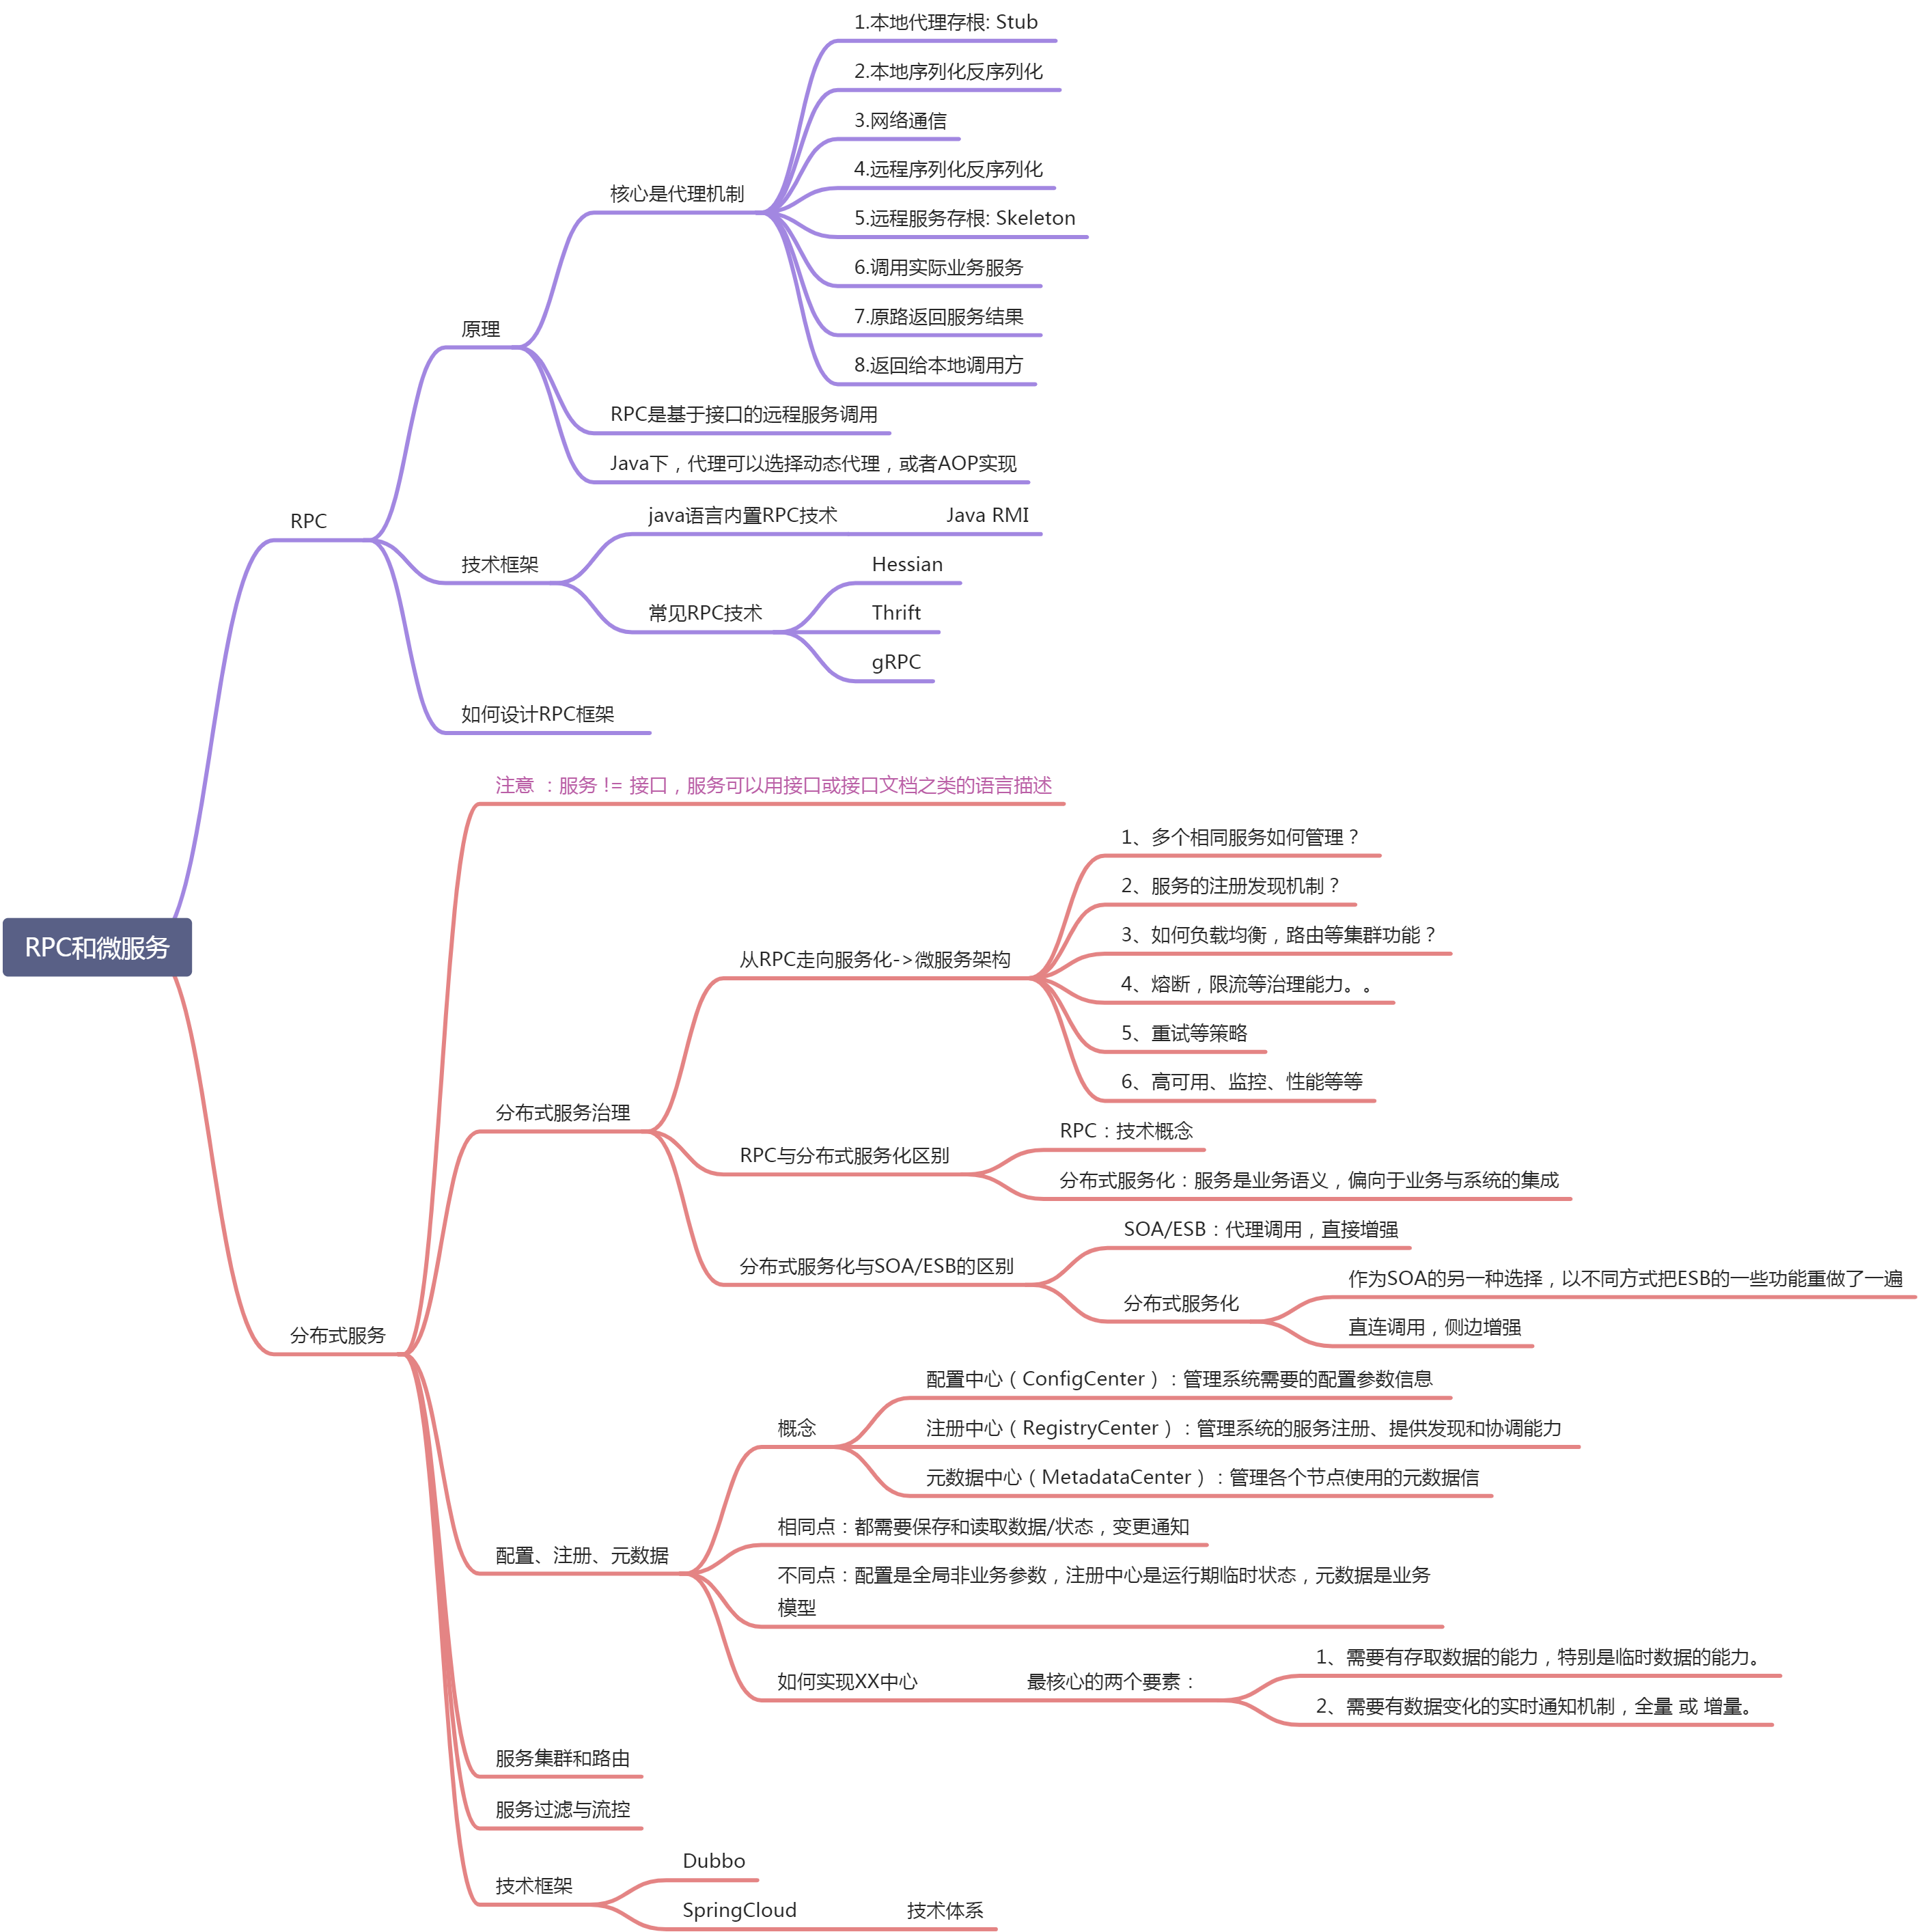 RPC和微服务
RPC
原理
核心是代理机制
1.本地代理存根: Stub
2.本地序列化反序列化
3.网络通信
4.远程序列化反序列化
5.远程服务存根: Skeleton
6.调用实际业务服务
7.原路返回服务结果
8.返回给本地调用方
RPC是基于接口的远程服务调用
Java下，代理可以选择动态代理，或者AOP实现
技术框架
java语言内置RPC技术
Java RMI
常见RPC技术
Hessian
Thrift
gRPC
如何设计RPC框架
分布式服务
注意 ：服务 != 接口，服务可以用接口或接口文档之类的语言描述
分布式服务治理
从RPC走向服务化->微服务架构
1、多个相同服务如何管理？
2、服务的注册发现机制？
3、如何负载均衡，路由等集群功能？
4、熔断，限流等治理能力。。
5、重试等策略
6、高可用、监控、性能等等
RPC与分布式服务化区别
RPC：技术概念
分布式服务化：服务是业务语义，偏向于业务与系统的集成
分布式服务化与SOA/ESB的区别
SOA/ESB：代理调用，直接增强
分布式服务化
作为SOA的另一种选择，以不同方式把ESB的一些功能重做了一遍
直连调用，侧边增强
配置、注册、元数据
概念
配置中心（ConfigCenter）：管理系统需要的配置参数信息
注册中心（RegistryCenter）：管理系统的服务注册、提供发现和协调能力
元数据中心（MetadataCenter）：管理各个节点使用的元数据信
相同点：都需要保存和读取数据/状态，变更通知
不同点：配置是全局非业务参数，注册中心是运行期临时状态，元数据是业务
模型
如何实现XX中心
最核心的两个要素：
1、需要有存取数据的能力，特别是临时数据的能力。
2、需要有数据变化的实时通知机制，全量 或 增量。
服务集群和路由
服务过滤与流控
技术框架
Dubbo
SpringCloud
技术体系